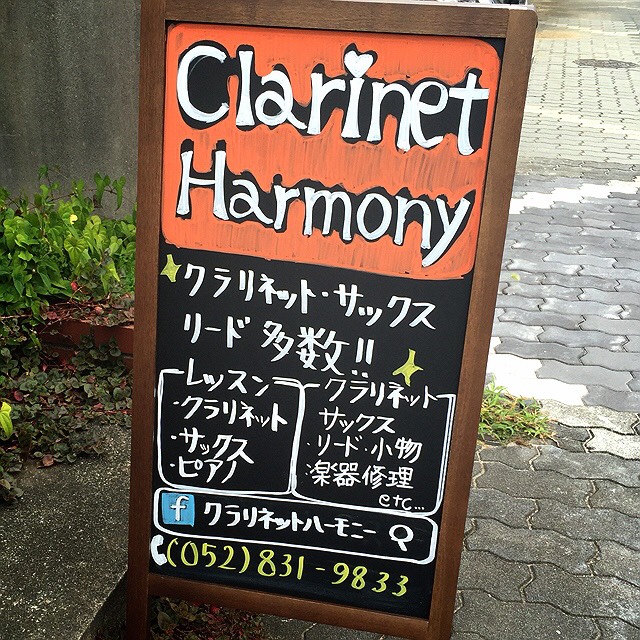 Clarinet
Harmony
クラリネット・サックス
リード 多数!!
レッスン
・クラリネット
・サックス
・ピアノ
クラリネット
サックス
・リード・小物
楽器修理
etc...
f クラリネットハーモニー
(052)831-9833